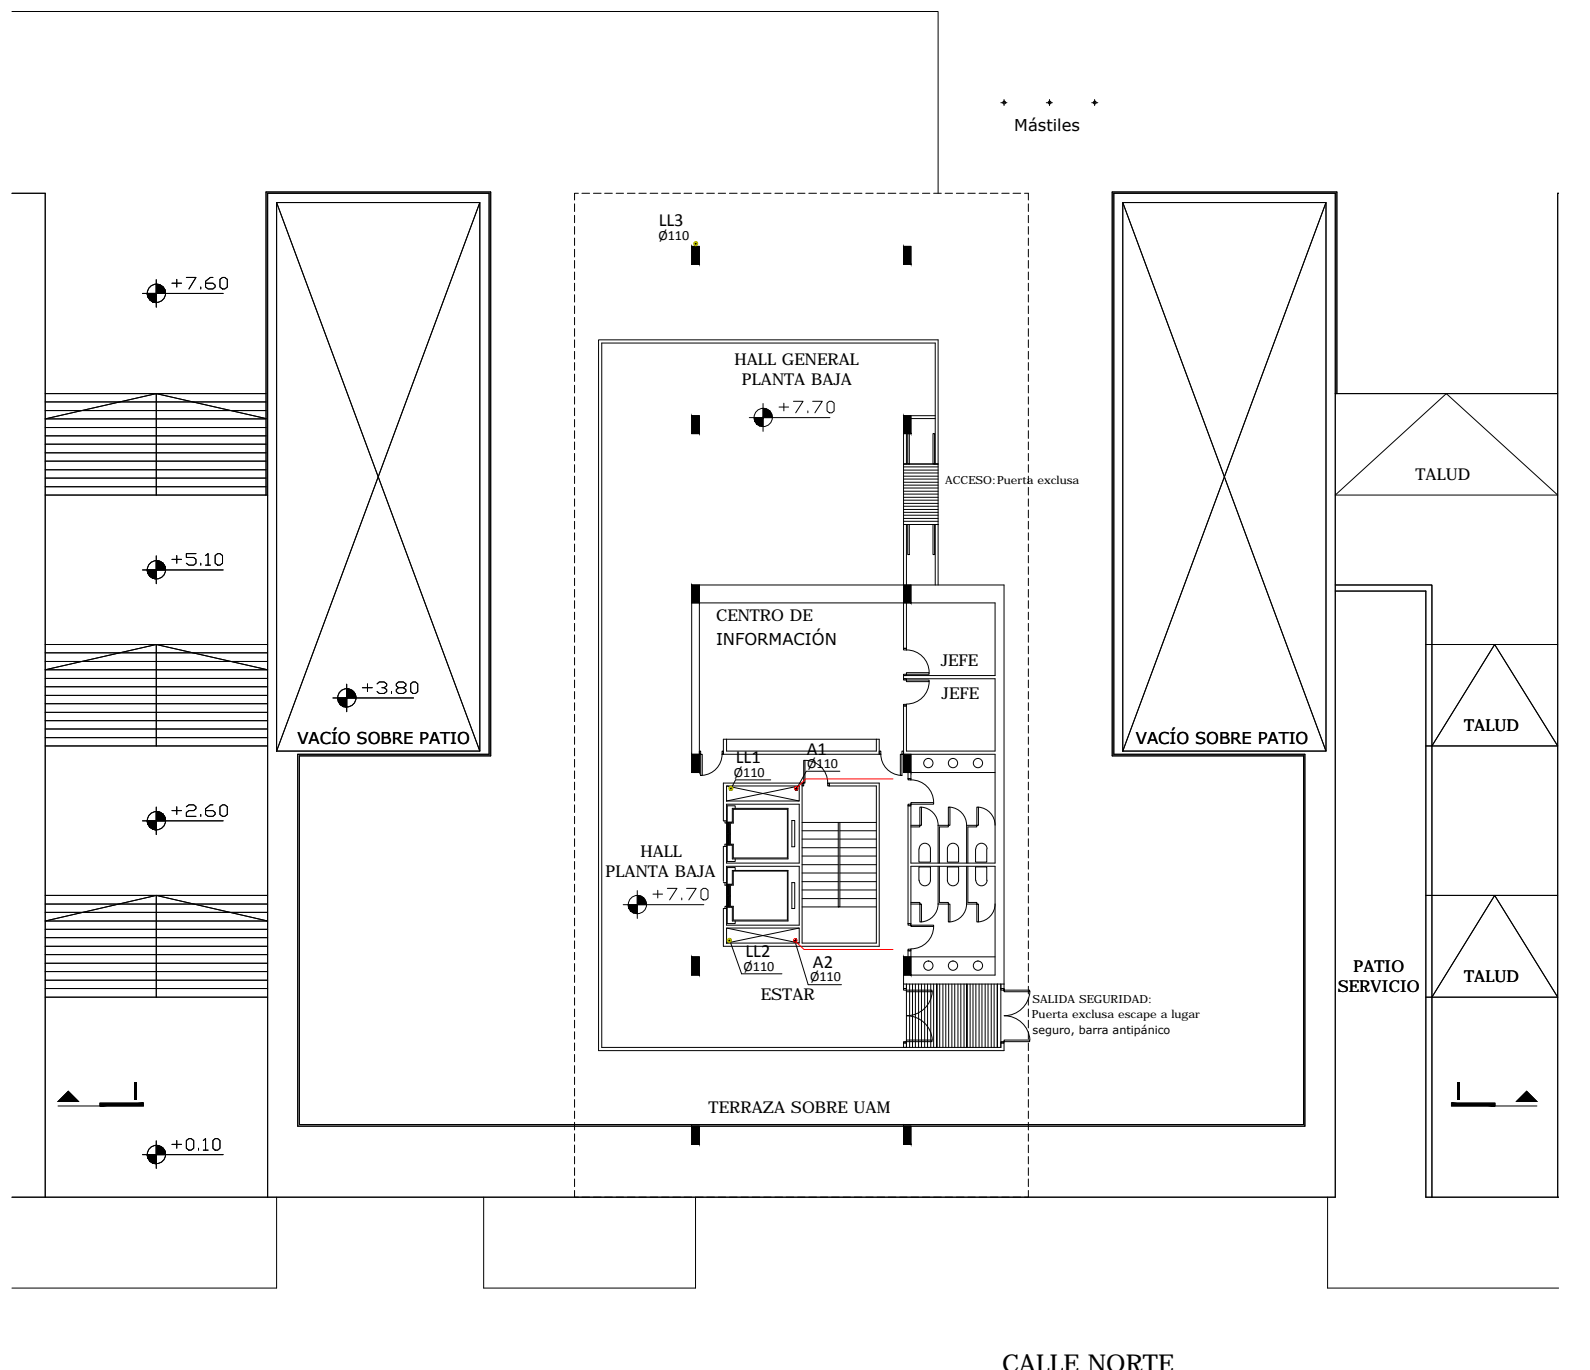 Mástiles
LL3
Ø110
+7.60
HALL GENERAL
PLANTA BAJA
+7.70
TALUD
ACCESO:Puerta exclusa
+5.10
CENTRO DE
INFORMACIÓN
JEFE
JEFE
+3.80
VACÍO SOBRE PATIO
VACÍO SOBRE PATIO
TALUD
LL1
Ø110
A1
Ø110
+2.60
HALL
PLANTA BAJA
+7.70
LL2
Ø110
A2
Ø110
ESTAR
PATIO
SERVICIO
TALUD
SALIDA SEGURIDAD:
Puerta exclusa escape a lugar
seguro, barra antipánico
I
I
TERRAZA SOBRE UAM
+0.10
CALLE NORTE